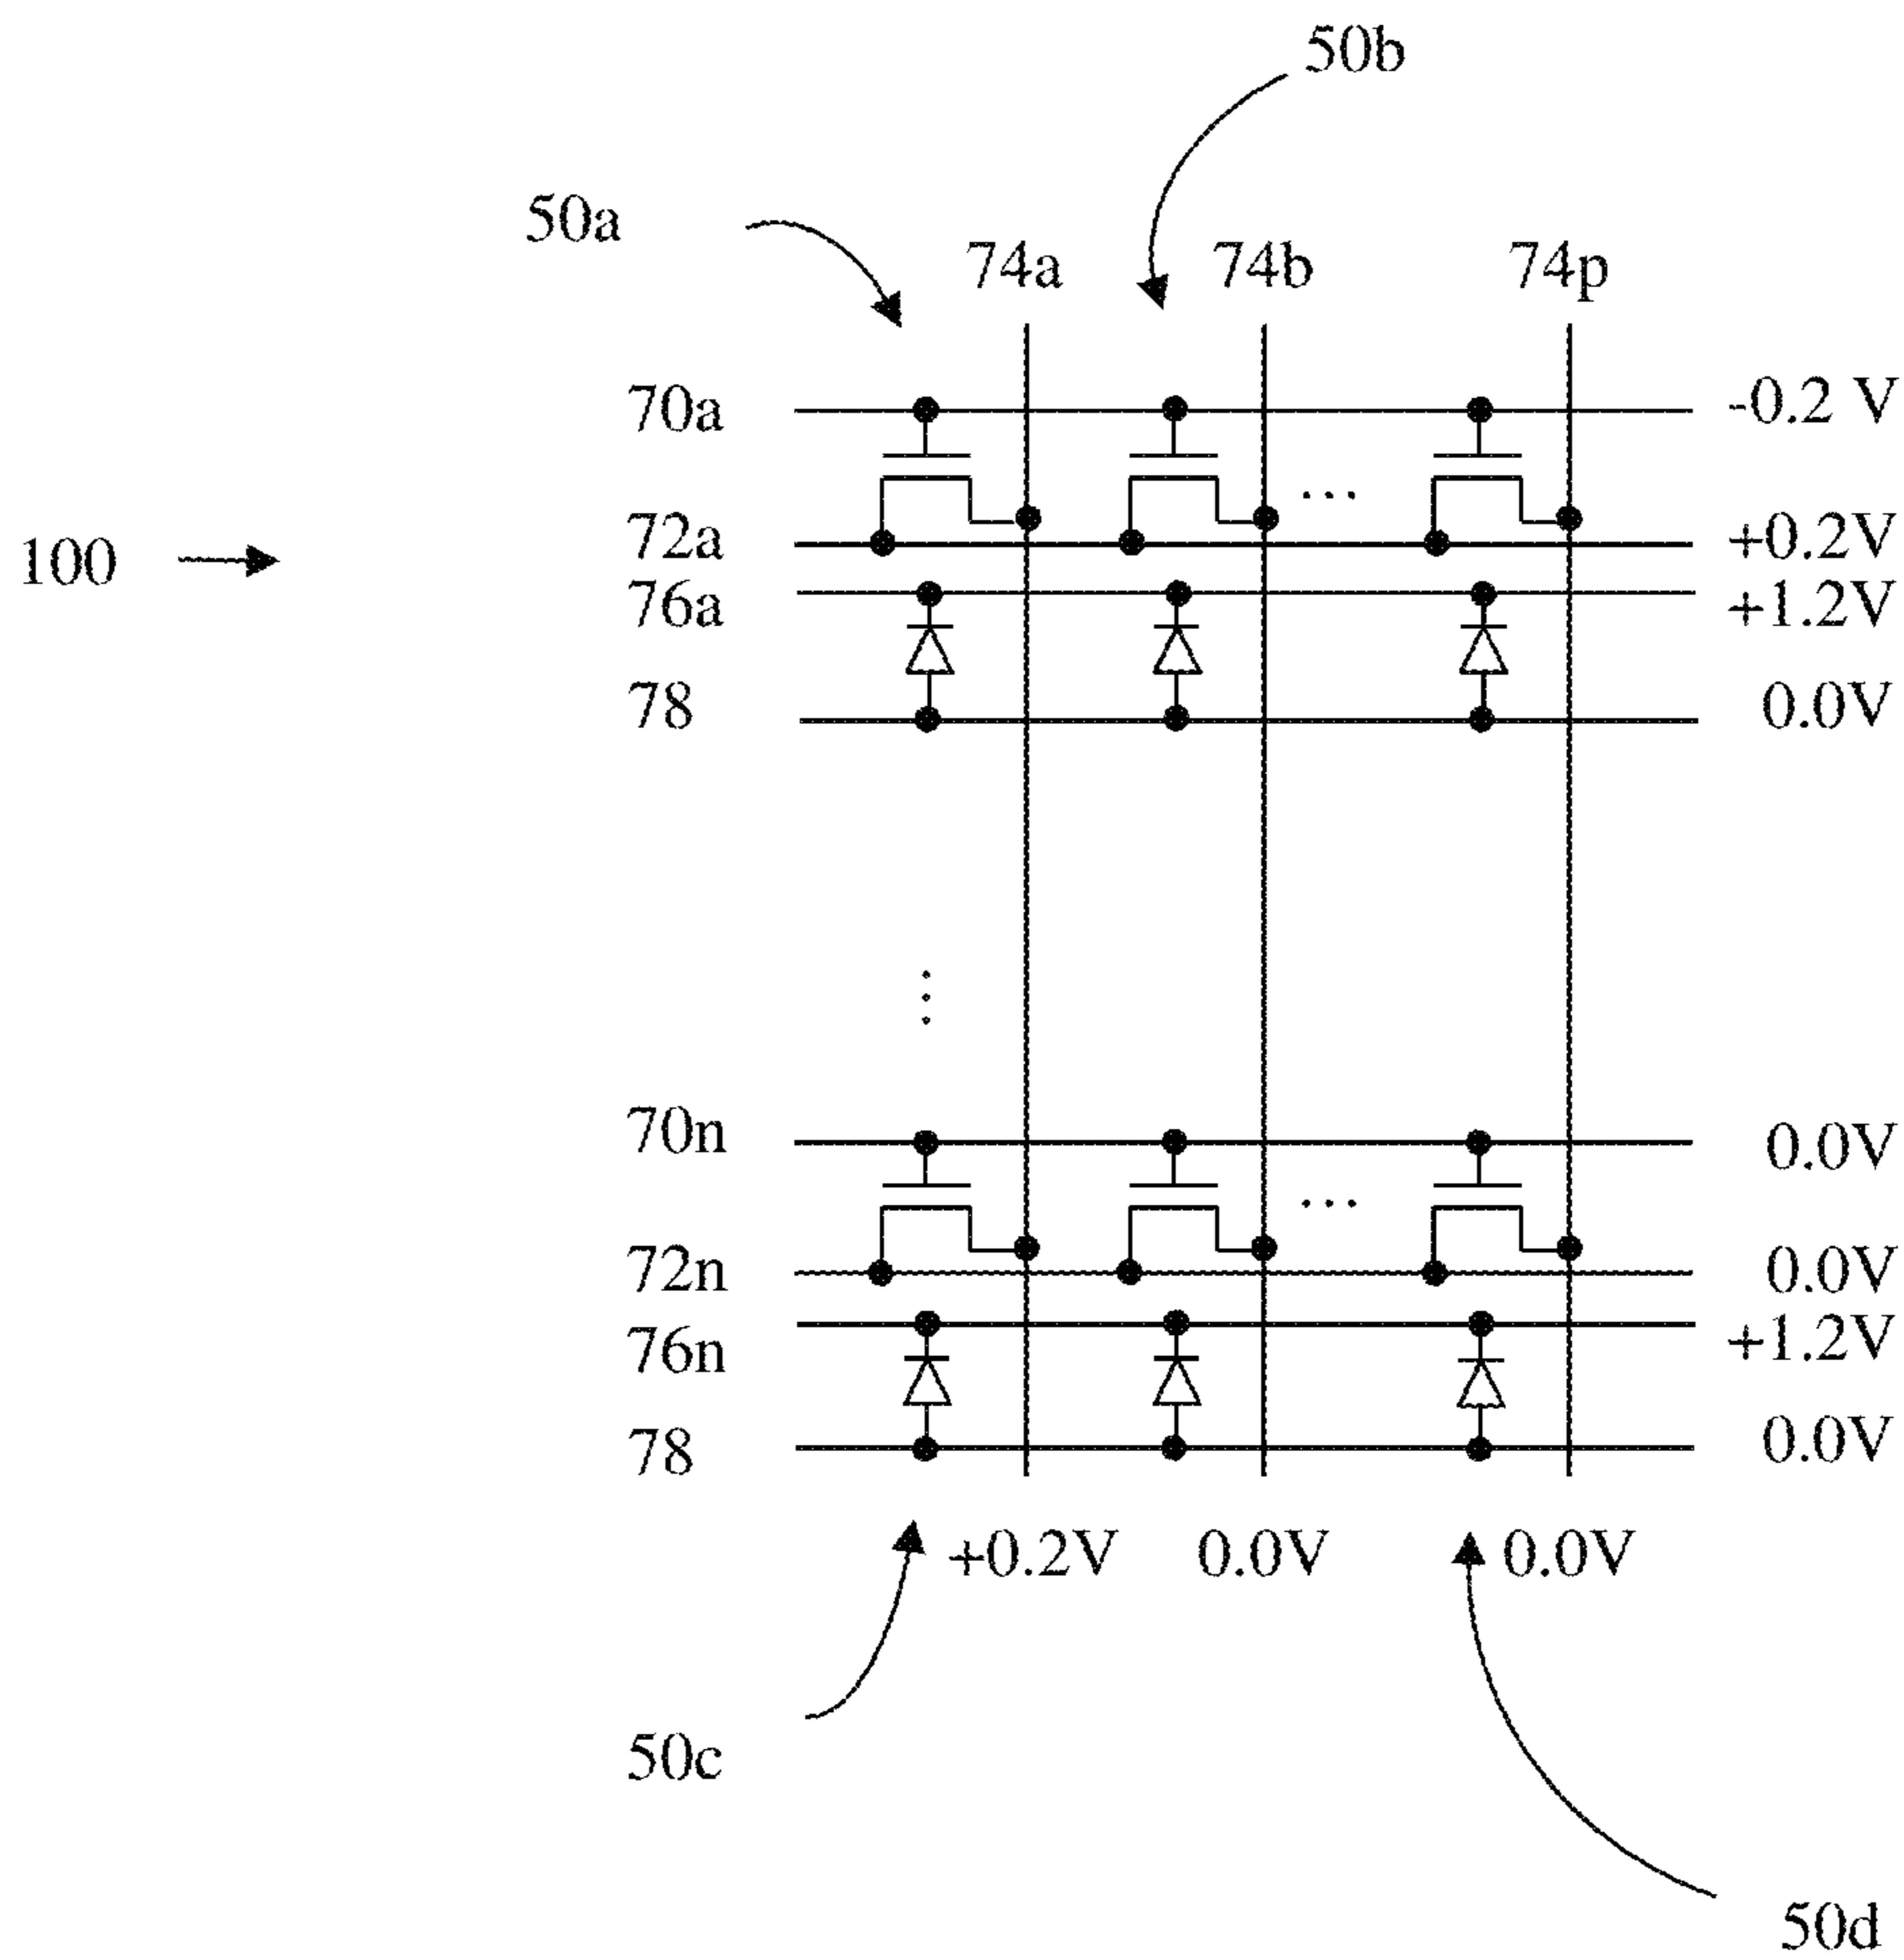 50b
50a
74a 74b 74p
70a -0.2 V
...
72a +0.2V
100
76a +1.2V
78 0.0V
...
70n 0.0V
...
72n 0.0V
76n +1.2V
78 0.0V
+0.2V 0.0V 0.0V
50c
50d